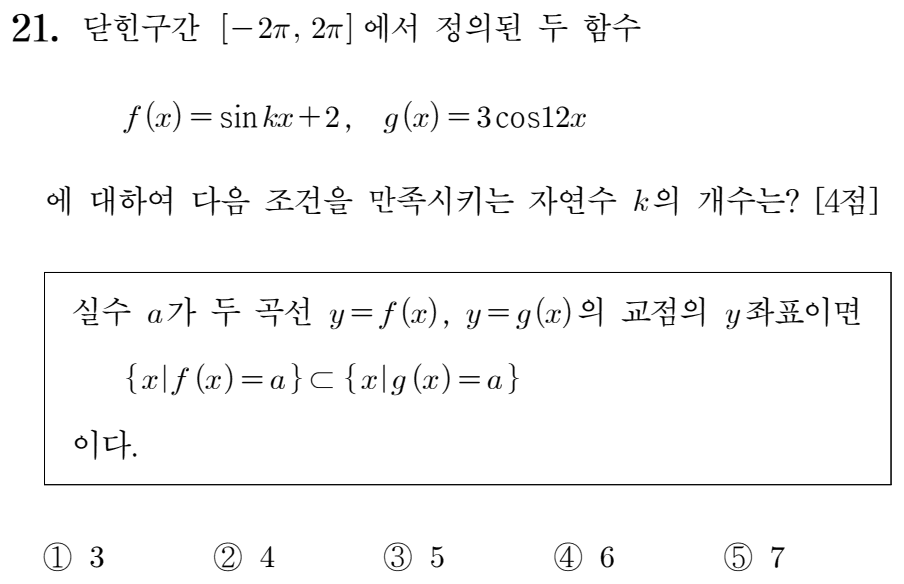 21. 닫힌구간 [−2π, 2π]에서 정의된 두 함수
f(x)=sin kx+2, g(x)=3cos12x
에 대하여 다음 조건을 만족시키는 자연수 k의 개수는? [4점]
실수 a가 두 곡선 y=f(x), y=g(x)의 교점의 y좌표이면
{x|f(x)=a}⊂{x|g(x)=a}
이다.
① 3 ② 4 ③ 5 ④ 6 ⑤ 7